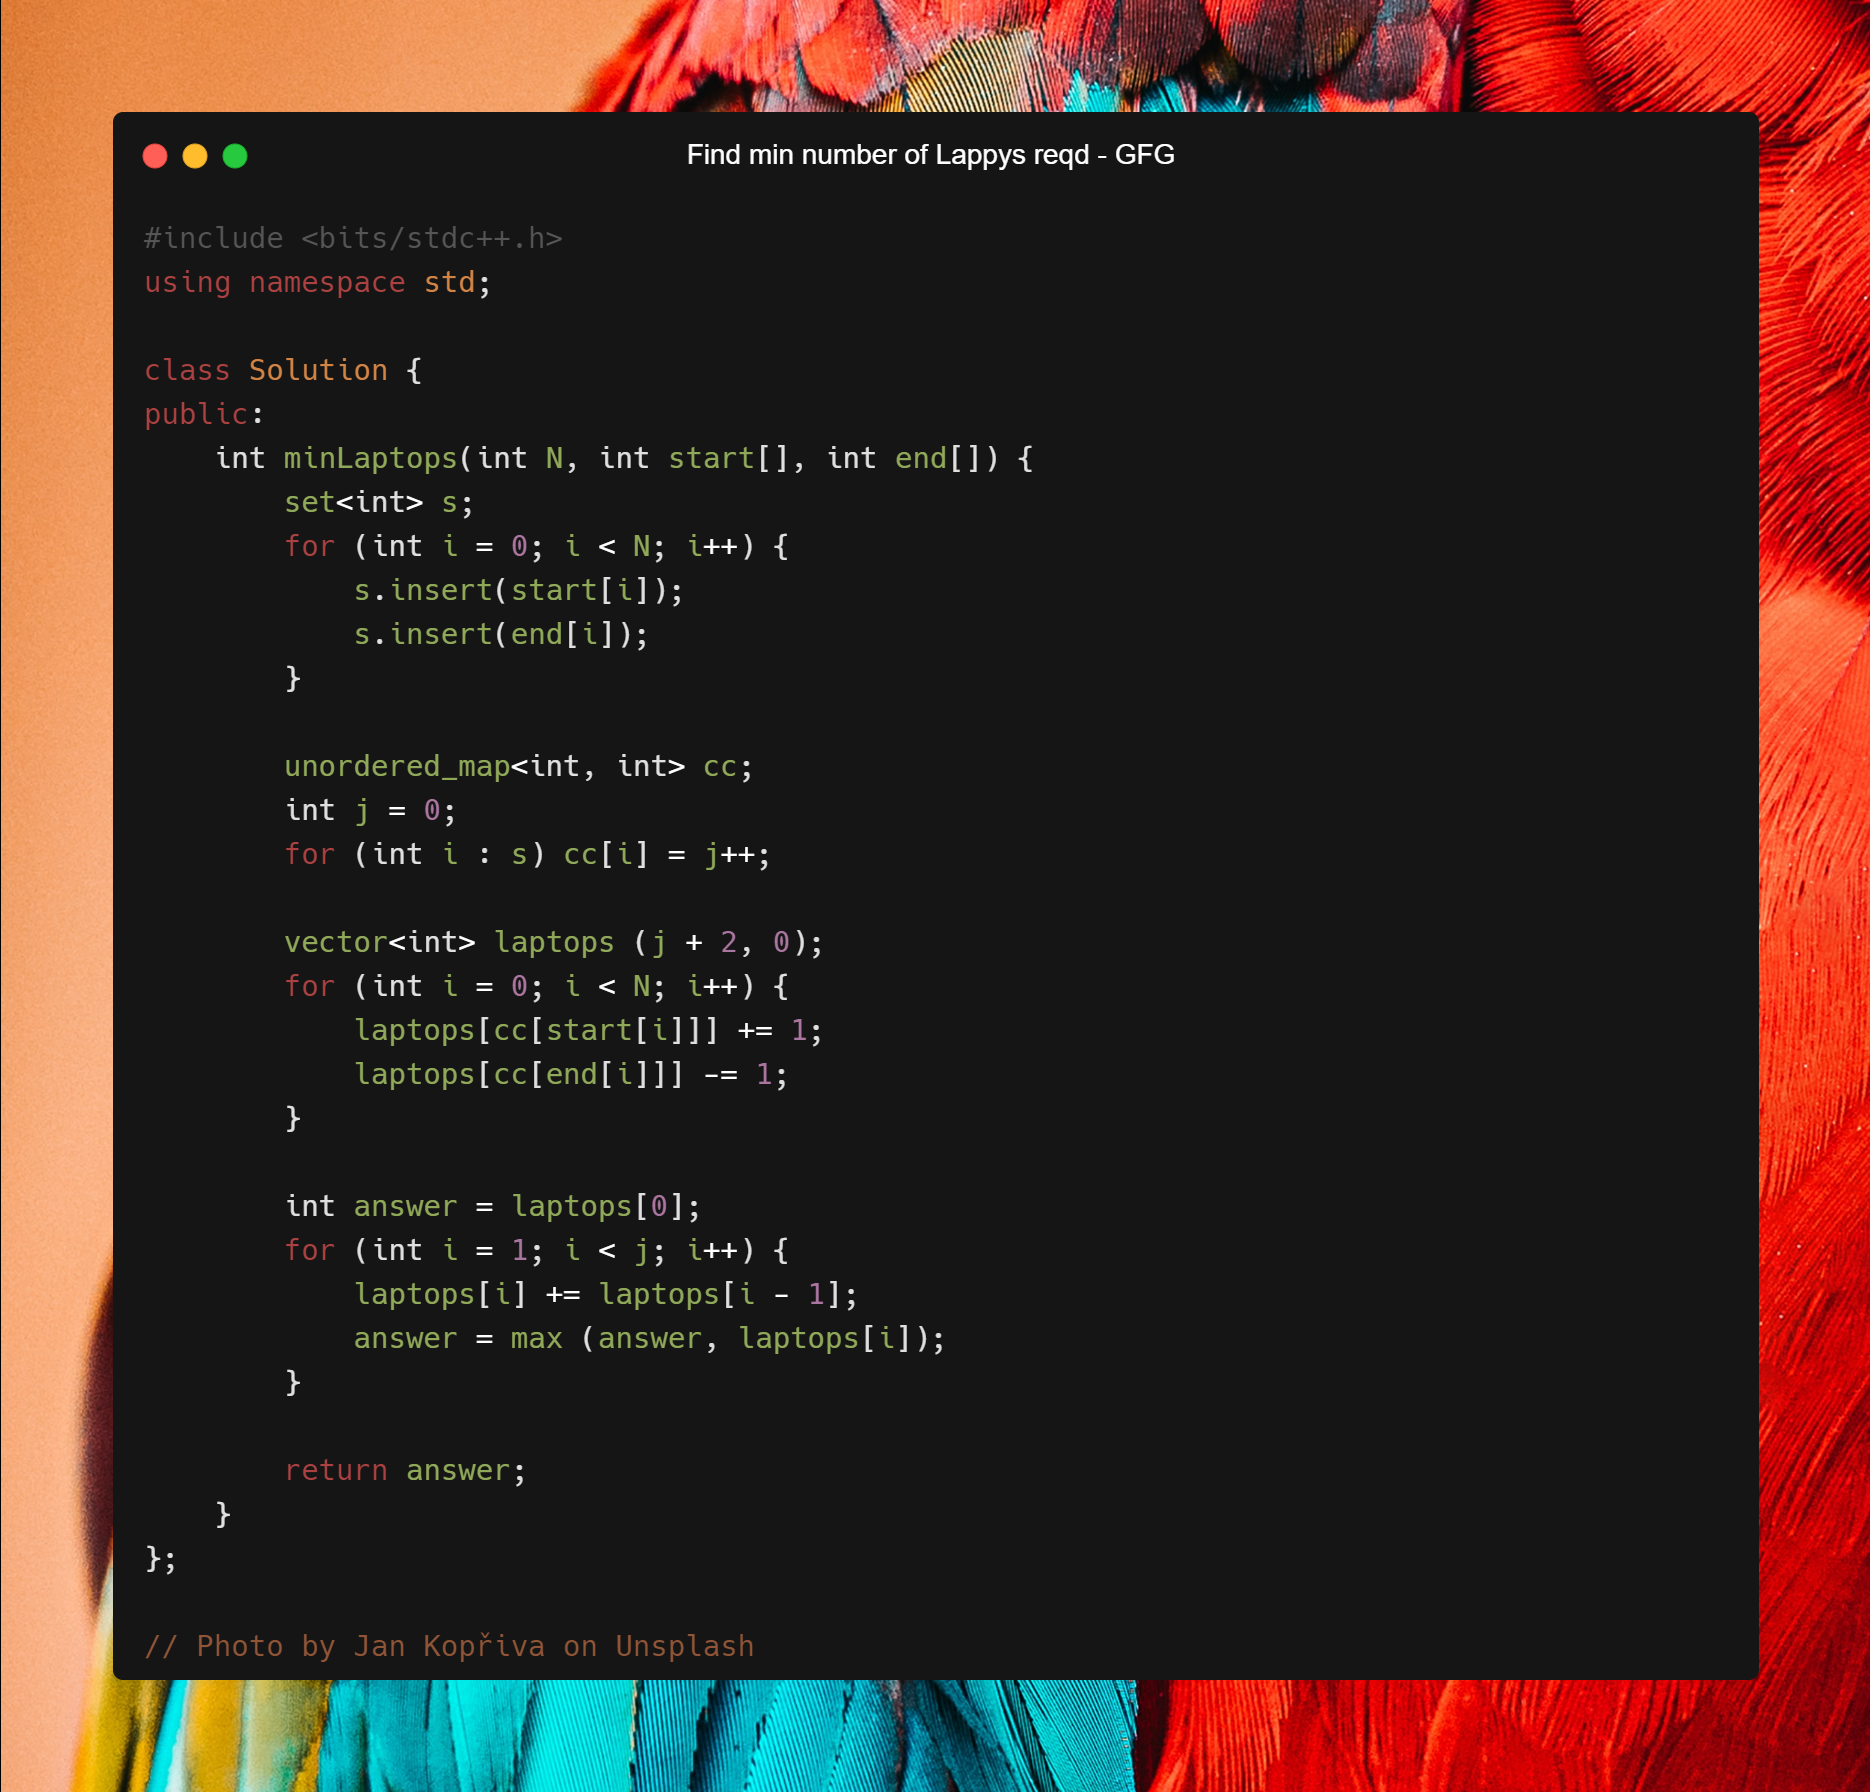 Find min number of Lappys reqd - GFG
#include <bits/stdc++.h>
using namespace std;
class Solution {
public:
    int minLaptops(int N, int start[], int end[]) {
        set<int> s;
        for (int i = 0; i < N; i++) {
            s.insert(start[i]);
            s.insert(end[i]);
        }
        unordered_map<int, int> cc;
        int j = 0;
        for (int i : s) cc[i] = j++;
        vector<int> laptops (j + 2, 0);
        for (int i = 0; i < N; i++) {
            laptops[cc[start[i]]] += 1;
            laptops[cc[end[i]]] -= 1;
        }
        int answer = laptops[0];
        for (int i = 1; i < j; i++) {
            laptops[i] += laptops[i - 1];
            answer = max (answer, laptops[i]);
        }
        return answer;
    }
};
// Photo by Jan Kopřiva on Unsplash